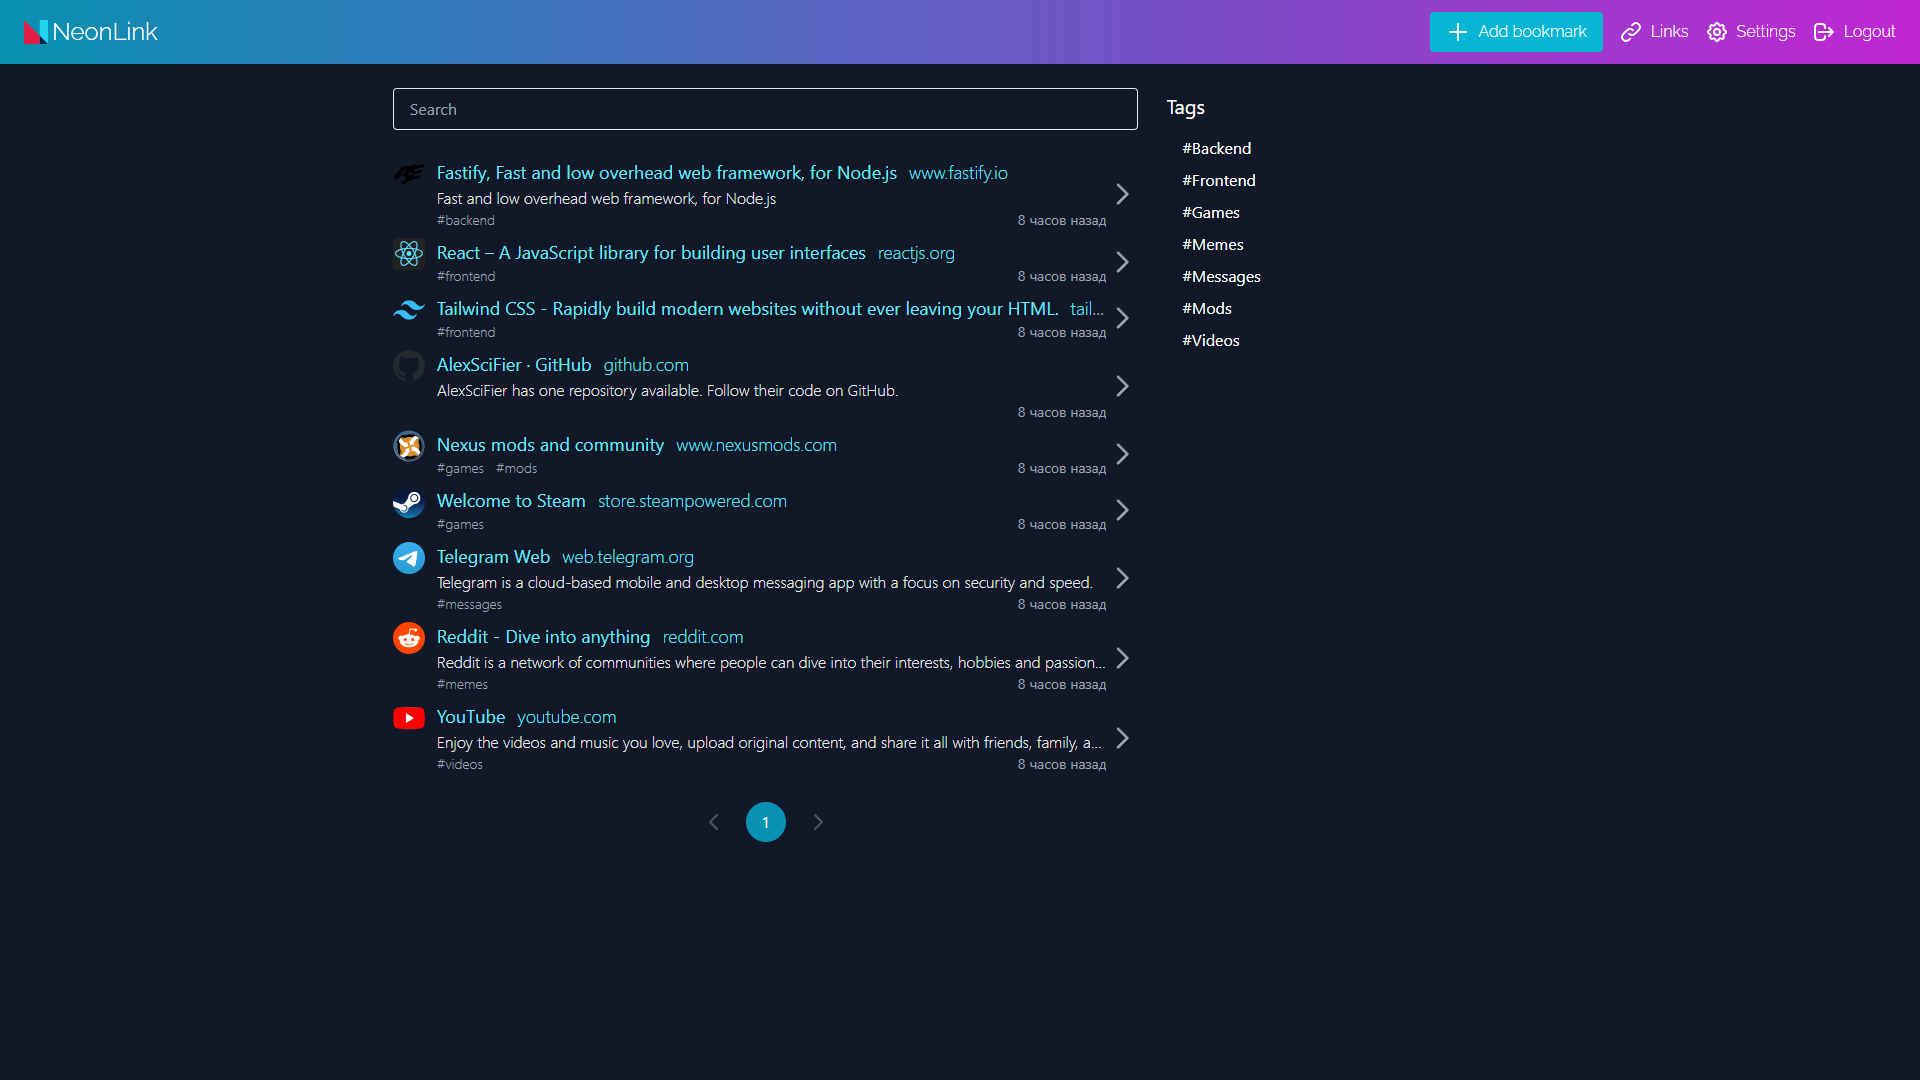 NeonLink
Add bookmark
Links
Settings
Logout
Search
Fastify, Fast and low overhead web framework, for Node.js www.fastify.io
Fast and low overhead web framework, for Node.js
#backend 8 часов назад
React – A JavaScript library for building user interfaces reactjs.org
#frontend 8 часов назад
Tailwind CSS - Rapidly build modern websites without ever leaving your HTML. tail...
#frontend 8 часов назад
AlexSciFier · GitHub github.com
AlexSciFier has one repository available. Follow their code on GitHub.
8 часов назад
Nexus mods and community www.nexusmods.com
#games #mods 8 часов назад
Welcome to Steam store.steampowered.com
#games 8 часов назад
Telegram Web web.telegram.org
Telegram is a cloud-based mobile and desktop messaging app with a focus on security and speed.
#messages 8 часов назад
Reddit - Dive into anything reddit.com
Reddit is a network of communities where people can dive into their interests, hobbies and passion...
#memes 8 часов назад
YouTube youtube.com
Enjoy the videos and music you love, upload original content, and share it all with friends, family, a...
#videos 8 часов назад
1
Tags
#Backend
#Frontend
#Games
#Memes
#Messages
#Mods
#Videos